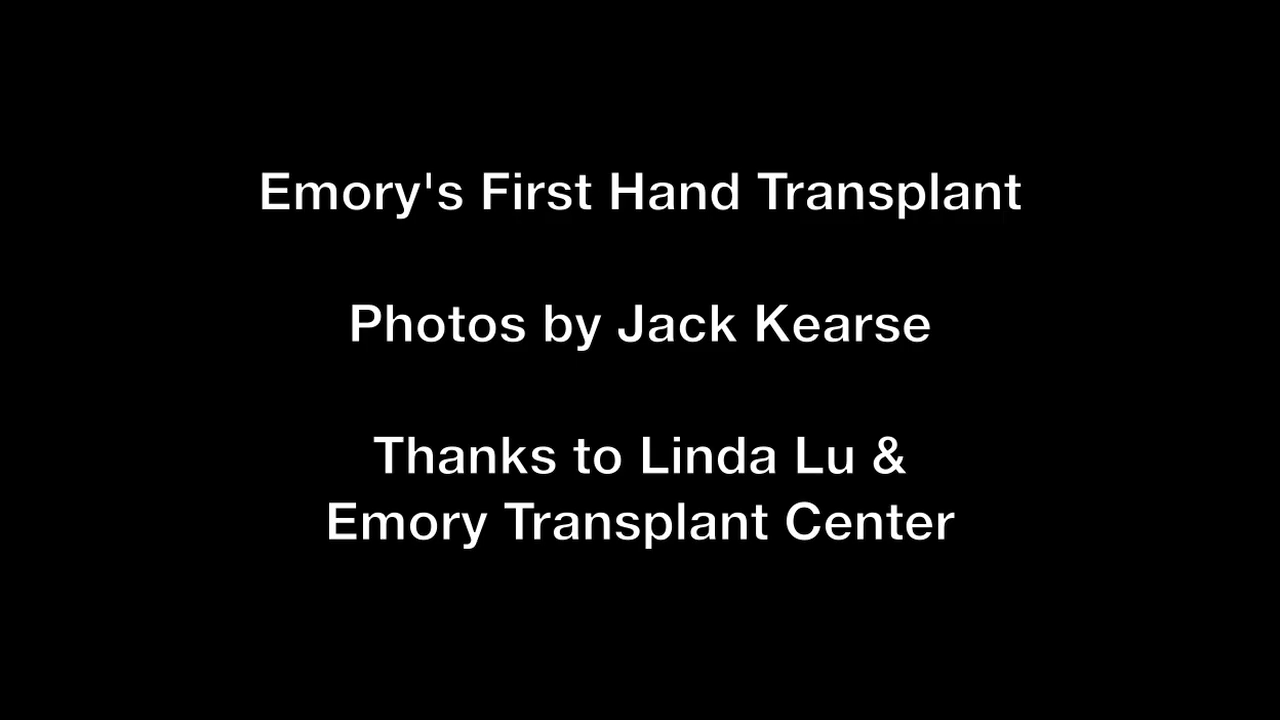 Emory's First Hand Transplant
Photos by Jack Kearse
Thanks to Linda Lu &
Emory Transplant Center